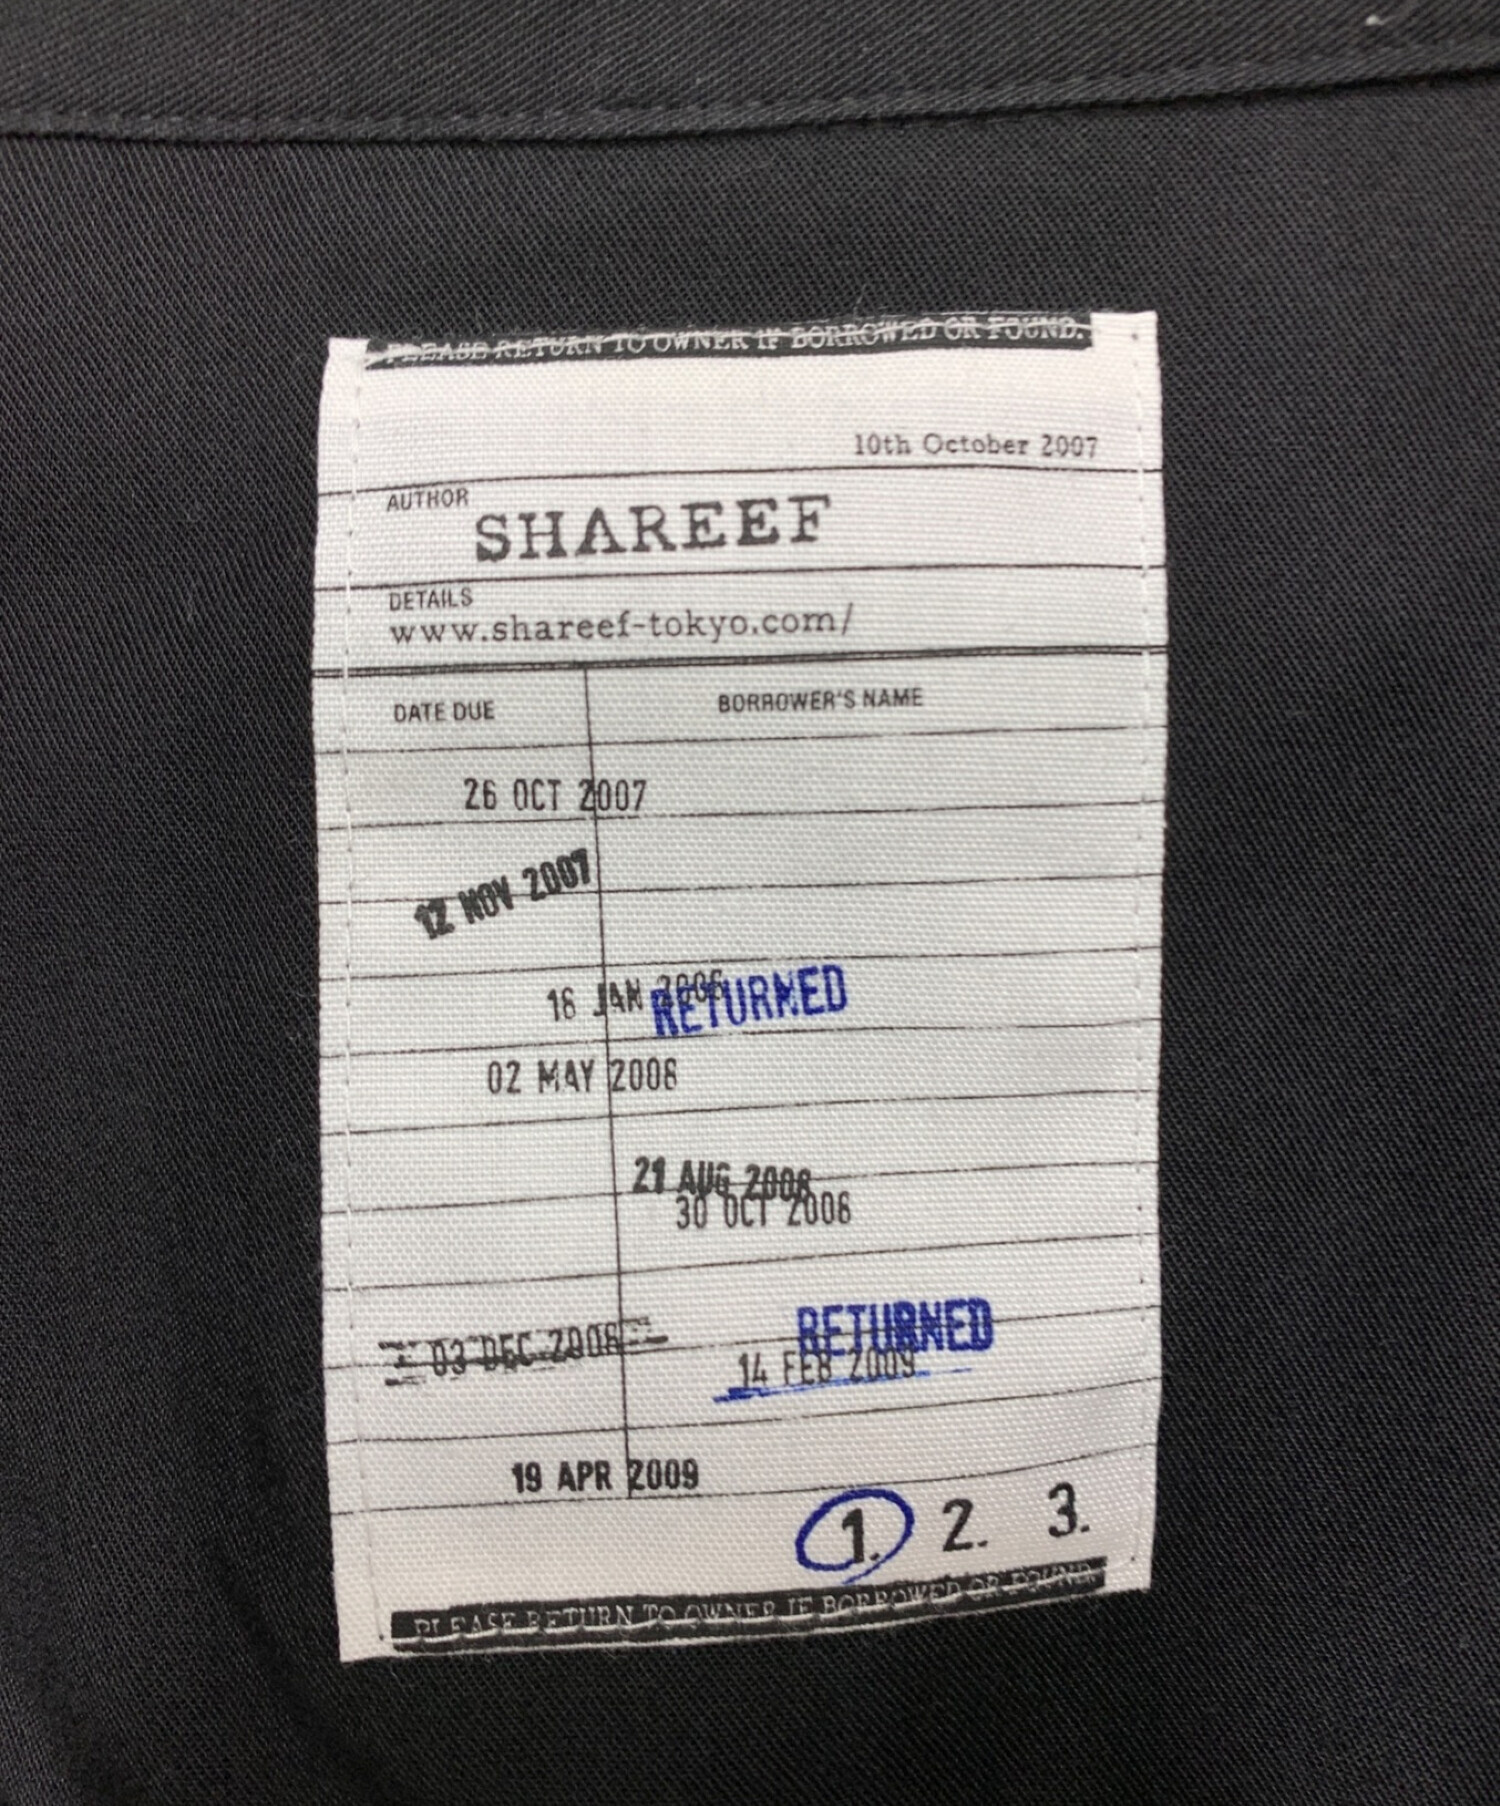 PLEASE RETURN TO OWNER IF BORROWED OR FOUND.
10th October 2007
AUTHOR
SHAREEF
DETAILS
www.shareef-tokyo.com/
DATE DUE BORROWER'S NAME
26 OCT 2007
12 NOV 2007
16 JAN RETURNED
02 MAY 2008
21 AUG 2008
30 OCT 2008
RETURNED
03 DEC 2008
14 FEB 2009
19 APR 2009
1. 2. 3.
PLEASE RETURN TO OWNER IF BORROWED OR FOUND.